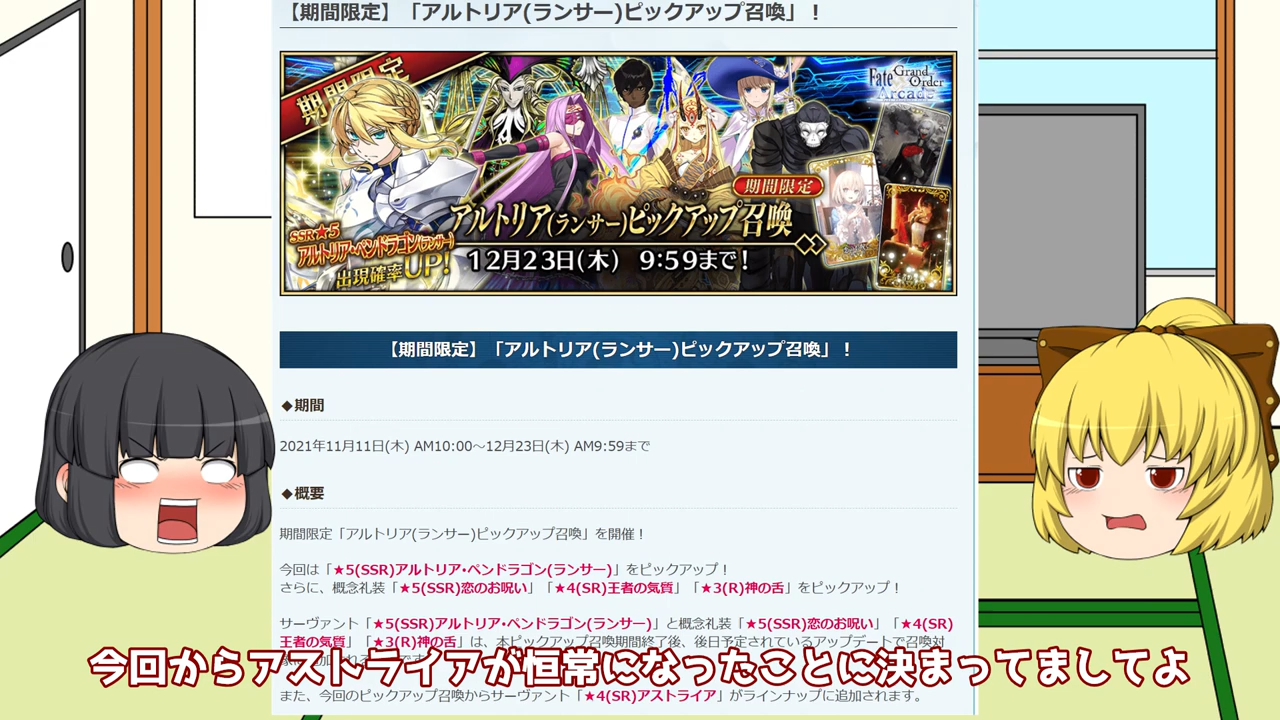 【期間限定】「アルトリア(ランサー)ピックアップ召喚」！
期間限定
Fate Grand Order
Arcade
期間限定
アルトリア(ランサー)ピックアップ召喚
SSR★5
アルトリア・ペンドラゴン(ランサー)
出現確率UP!
12月23日(木) 9:59まで!
【期間限定】「アルトリア(ランサー)ピックアップ召喚」！
◆期間
2021年11月11日(木) AM10:00～12月23日(木) AM9:59まで
◆概要
期間限定「アルトリア(ランサー)ピックアップ召喚」を開催！
今回は「★5(SSR)アルトリア・ペンドラゴン(ランサー)」をピックアップ！
さらに、概念礼装「★5(SSR)恋のお呪い」「★4(SR)王者の気質」「★3(R)神の舌」をピックアップ！
サーヴァント「★5(SSR)アルトリア・ペンドラゴン(ランサー)」と概念礼装「★5(SSR)恋のお呪い」「★4(SR)
王者の気質」「★3(R)神の舌」は、本ピックアップ召喚期間終了後、後日予定されているアップデートで召喚対
今回からアストライアが恒常になったことに決まってましてよ
また、今回のピックアップ召喚からサーヴァント「★4(SR)アストライア」がラインナップに追加されます。